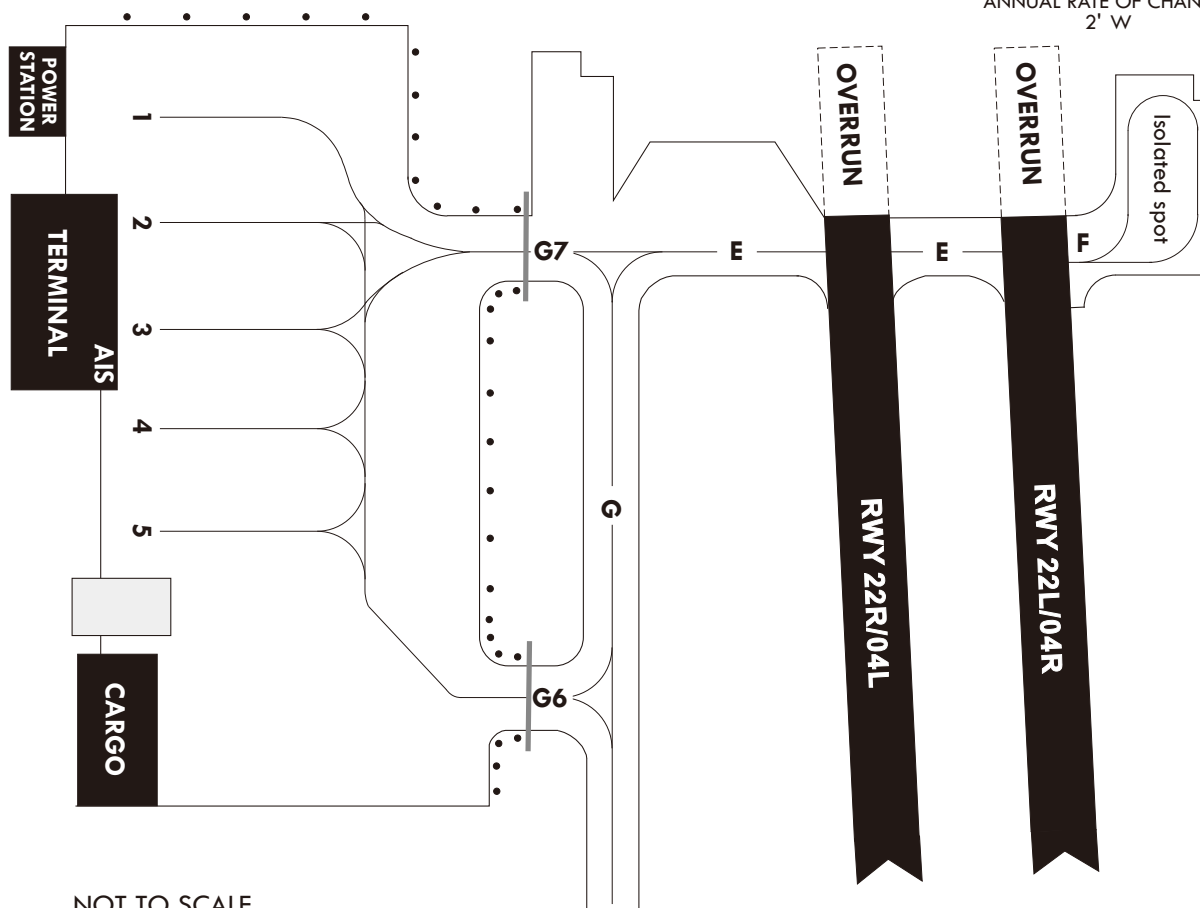 ANNUAL RATE OF CHAN
2' W
POWER
STATION
OVERRUN
OVERRUN
Isolated spot
1
2
TERMINAL
G7
E
E
F
3
AIS
4
G
5
RWY 22R/04L
RWY 22L/04R
G6
CARGO
NOT TO SCALE